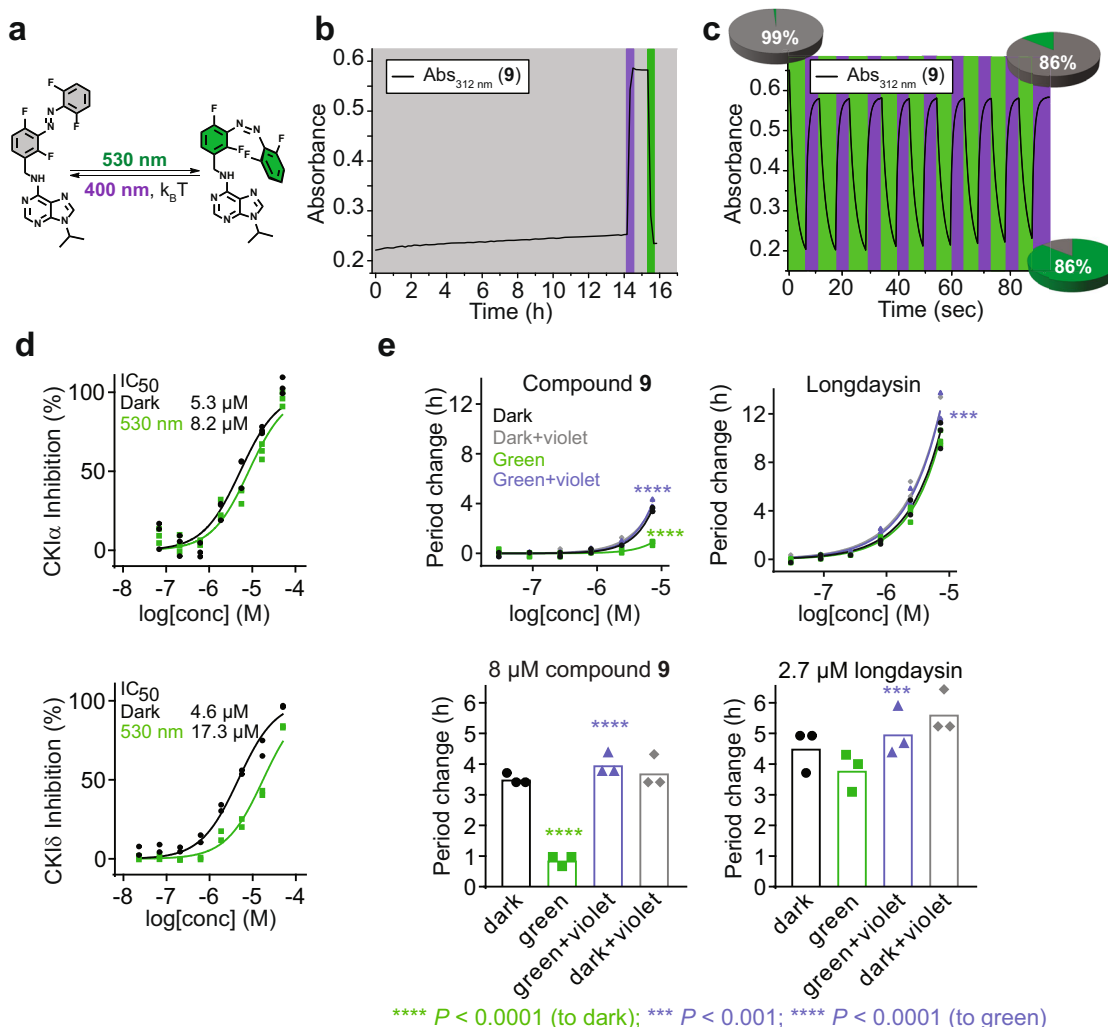 a
F
N
N
F
F
F
NH
N
N
N
N
530 nm
400 nm, kBT
F
N
N
F
F
F
NH
N
N
N
N
b
Abs312 nm (9)
Absorbance
0.6
0.5
0.4
0.3
0.2
0 2 4 6 8 10 12 14 16
Time (h)
c
99%
86%
86%
Abs312 nm (9)
Absorbance
0.6
0.5
0.4
0.3
0.2
0 20 40 60 80
Time (sec)
d
IC50
Dark 5.3 µM
530 nm 8.2 µM
CKIα Inhibition (%)
100
50
0
-8 -7 -6 -5 -4
log[conc] (M)
IC50
Dark 4.6 µM
530 nm 17.3 µM
CKIδ Inhibition (%)
100
50
0
-8 -7 -6 -5 -4
log[conc] (M)
e
Compound 9
Dark
Dark+violet
Green
Green+violet
****
****
Period change (h)
12
8
4
0
-7 -6 -5
log[conc] (M)
Longdaysin
***
Period change (h)
12
8
4
0
-7 -6 -5
log[conc] (M)
8 µM compound 9
****
****
Period change (h)
6
5
4
3
2
1
0
dark
green
green+violet
dark+violet
2.7 µM longdaysin
***
Period change (h)
6
5
4
3
2
1
0
dark
green
green+violet
dark+violet
**** P < 0.0001 (to dark); *** P < 0.001; **** P < 0.0001 (to green)